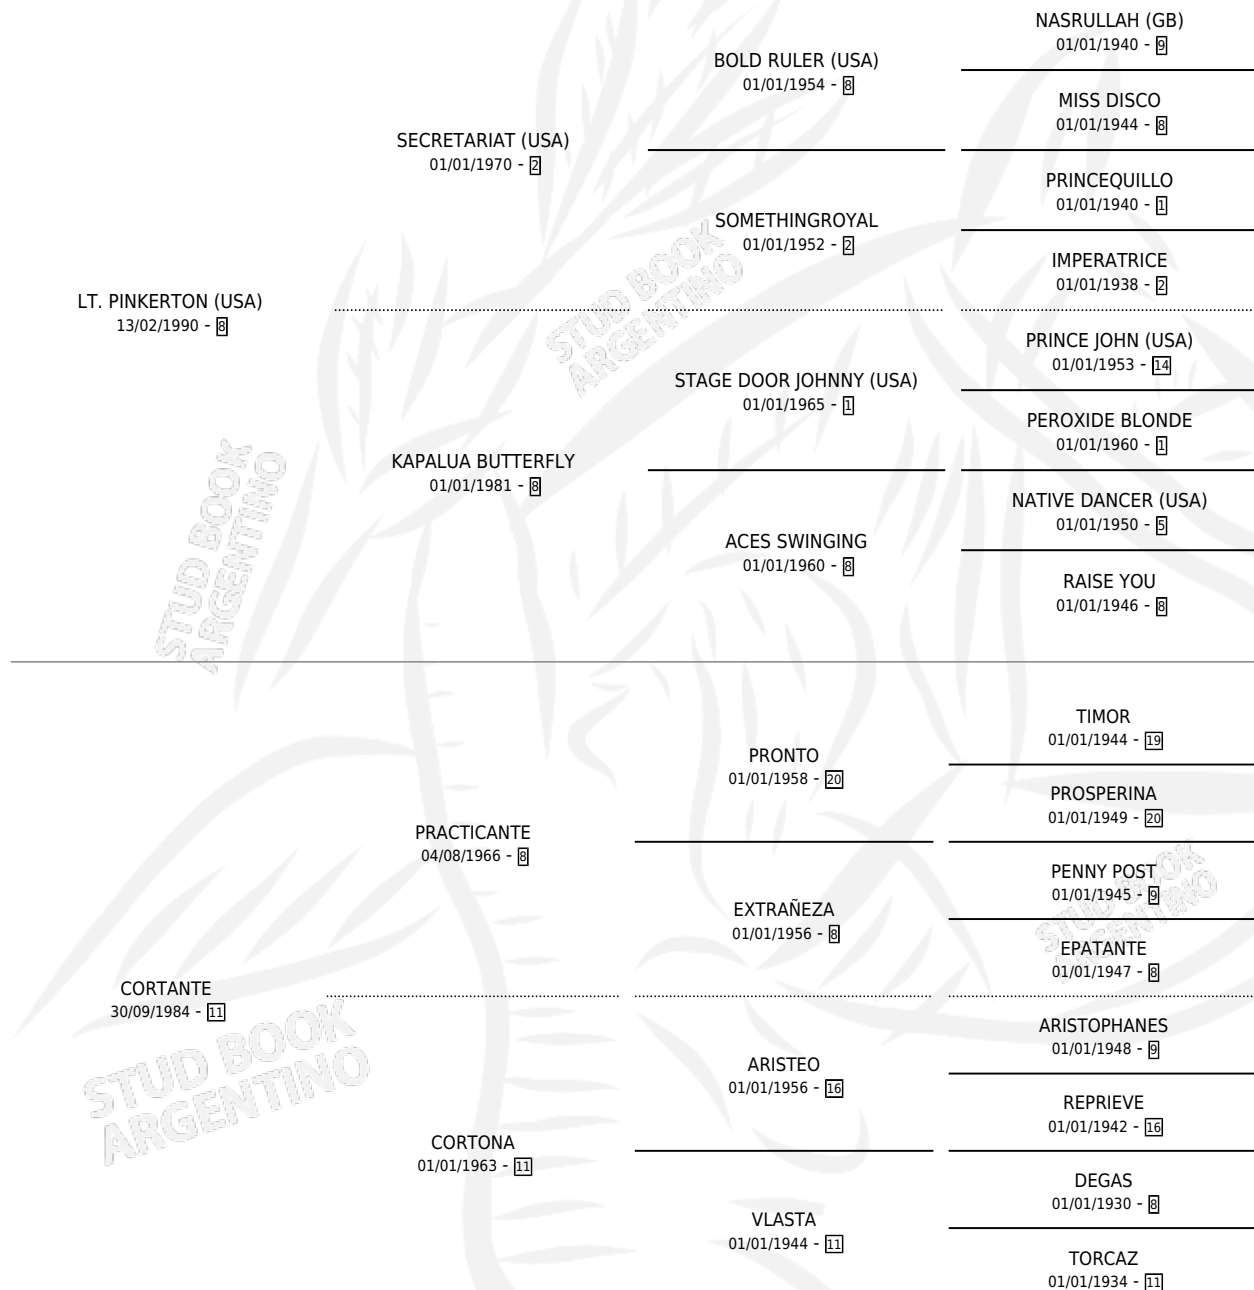 NASRULLAH (GB)
01/01/1940 - 9
BOLD RULER (USA)
01/01/1954 - 8
MISS DISCO
01/01/1944 - 8
SECRETARIAT (USA)
01/01/1970 - 2
PRINCEQUILLO
01/01/1940 - 1
SOMETHINGROYAL
01/01/1952 - 2
IMPERATRICE
01/01/1938 - 2
LT. PINKERTON (USA)
13/02/1990 - 8
PRINCE JOHN (USA)
01/01/1953 - 14
STAGE DOOR JOHNNY (USA)
01/01/1965 - 1
PEROXIDE BLONDE
01/01/1960 - 1
KAPALUA BUTTERFLY
01/01/1981 - 8
NATIVE DANCER (USA)
01/01/1950 - 5
ACES SWINGING
01/01/1960 - 8
RAISE YOU
01/01/1946 - 8
TIMOR
01/01/1944 - 19
PRONTO
01/01/1958 - 20
PROSPERINA
01/01/1949 - 20
PRACTICANTE
04/08/1966 - 8
PENNY POST
01/01/1945 - 9
EXTRAÑEZA
01/01/1956 - 8
EPATANTE
01/01/1947 - 8
CORTANTE
30/09/1984 - 11
ARISTOPHANES
01/01/1948 - 9
ARISTEO
01/01/1956 - 16
REPRIEVE
01/01/1942 - 16
CORTONA
01/01/1963 - 11
DEGAS
01/01/1930 - 8
VLASTA
01/01/1944 - 11
TORCAZ
01/01/1934 - 11
STUD BOOK
ARGENTINO
STUD BOOK
ARGENTINO
STUD BOOK
ARGENTINO
STUD BOOK
ARGENTINO